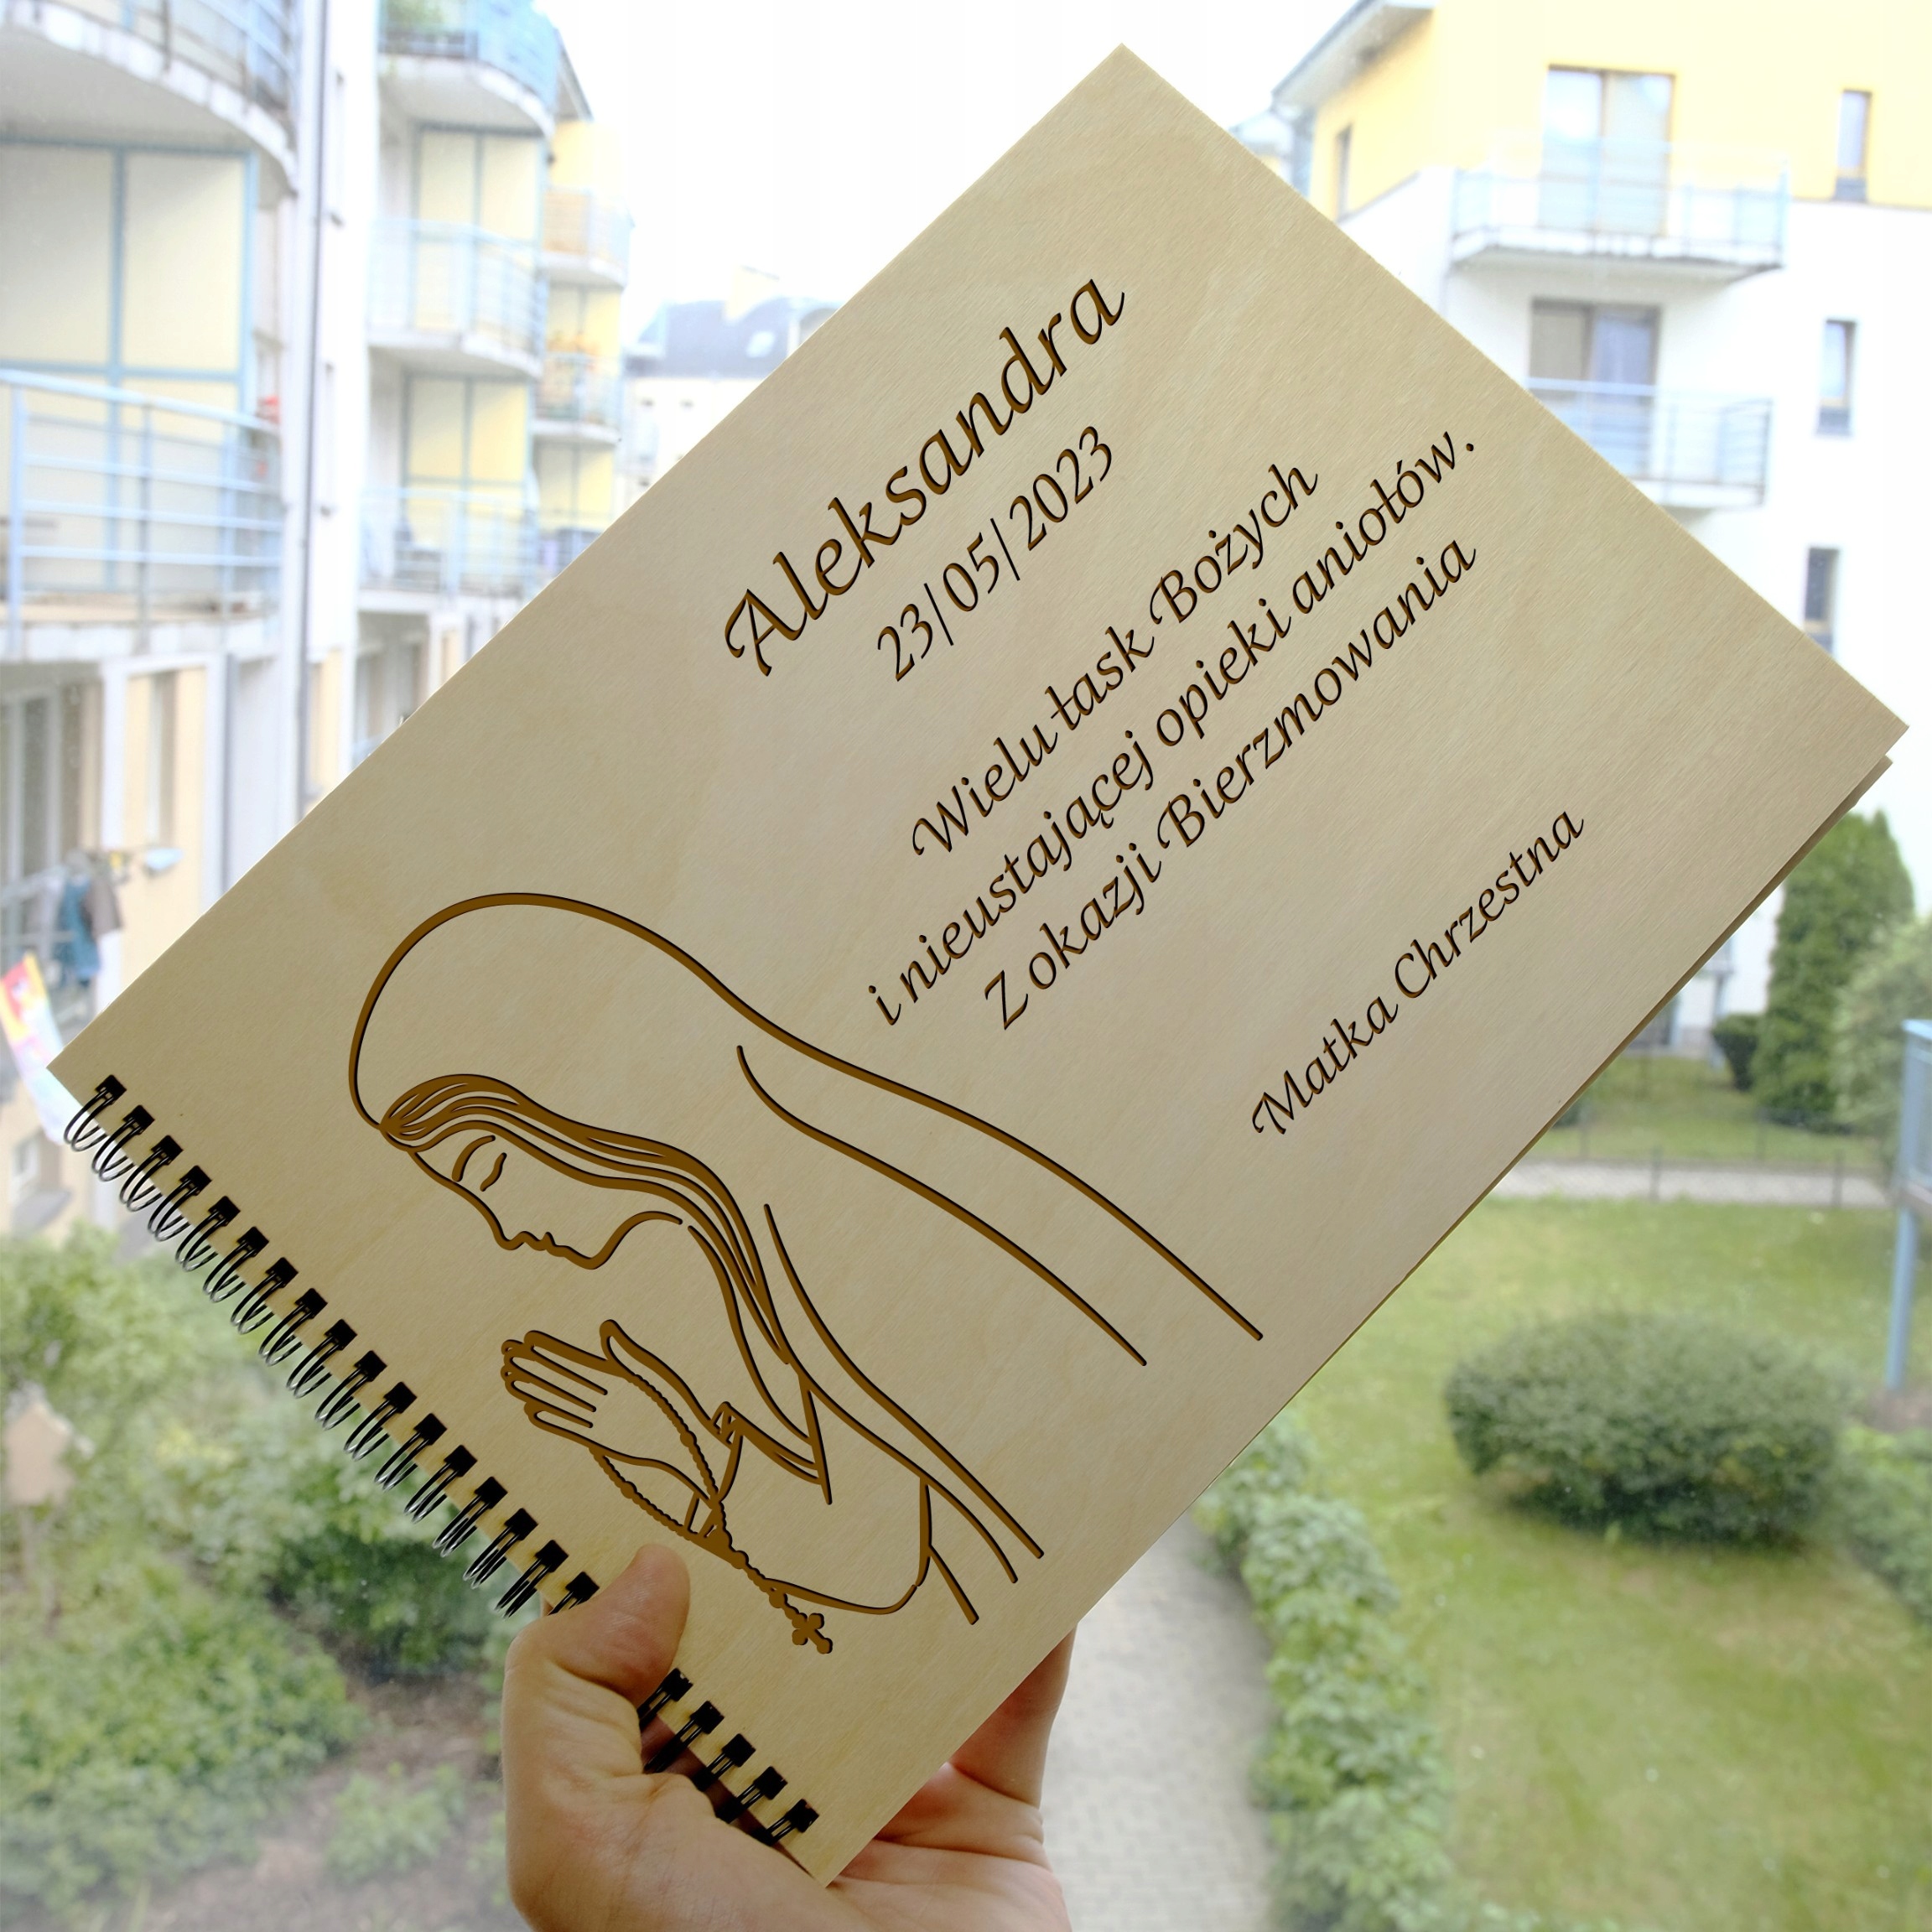 Aleksandra
23/05/2023
Wielu łask Bożych
i nieustającej opieki aniołów.
Z okazji Bierzmowania
Matka Chrzestna